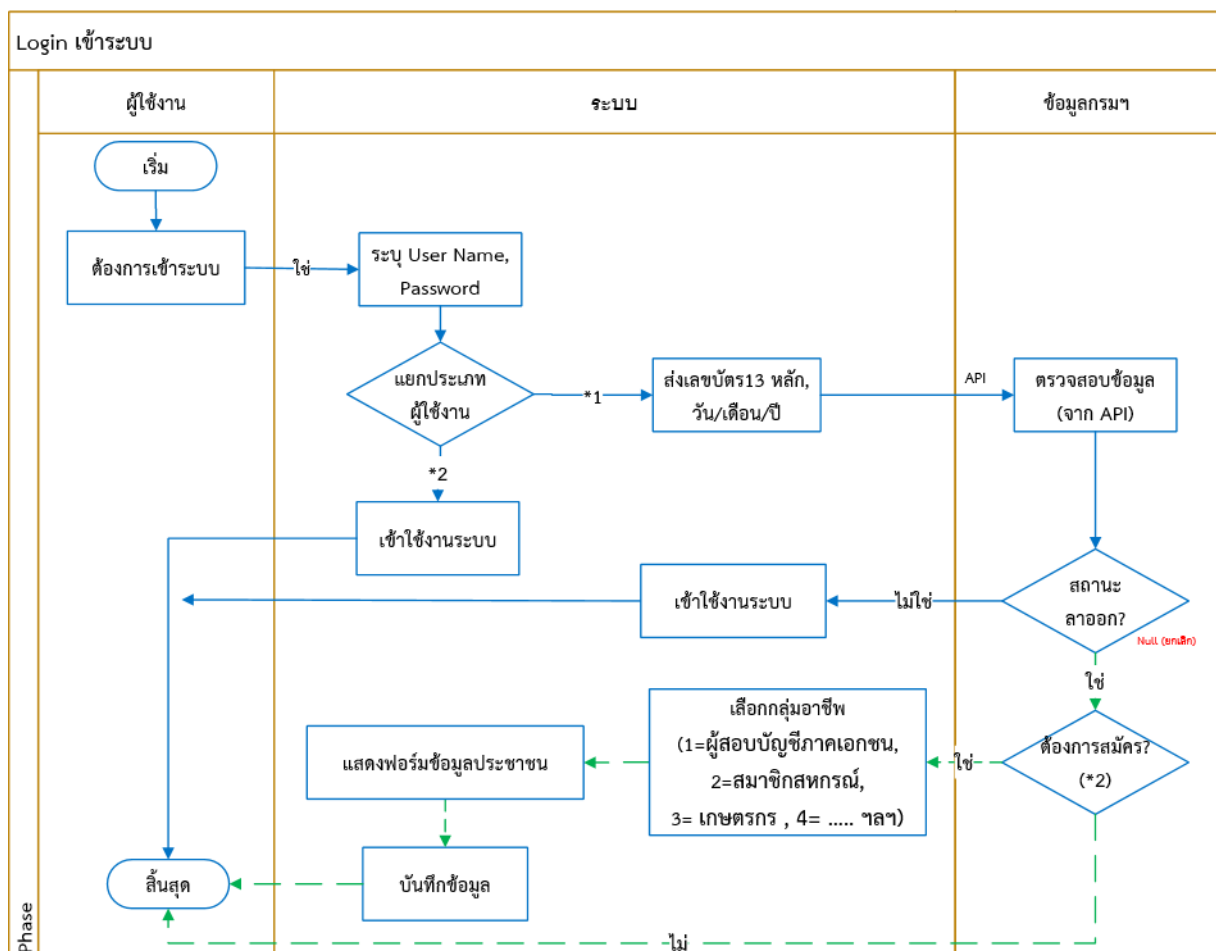 Login เข้าระบบ
ผู้ใช้งาน
ระบบ
ข้อมูลกรมฯ
เริ่ม
ต้องการเข้าระบบ
ใช่
ระบุ User Name,
Password
แยกประเภท
ผู้ใช้งาน
*1
ส่งเลขบัตร13 หลัก,
วัน/เดือน/ปี
API
ตรวจสอบข้อมูล
(จาก API)
*2
เข้าใช้งานระบบ
เข้าใช้งานระบบ
ไม่ใช่
สถานะ
ลาออก?
Null (ยกเลิก)
ใช่
เลือกกลุ่มอาชีพ
(1=ผู้สอบบัญชีภาคเอกชน,
2=สมาชิกสหกรณ์,
3= เกษตรกร , 4= ..... ฯลฯ)
ใช่
ต้องการสมัคร?
(*2)
แสดงฟอร์มข้อมูลประชาชน
บันทึกข้อมูล
สิ้นสุด
ไม่
Phase